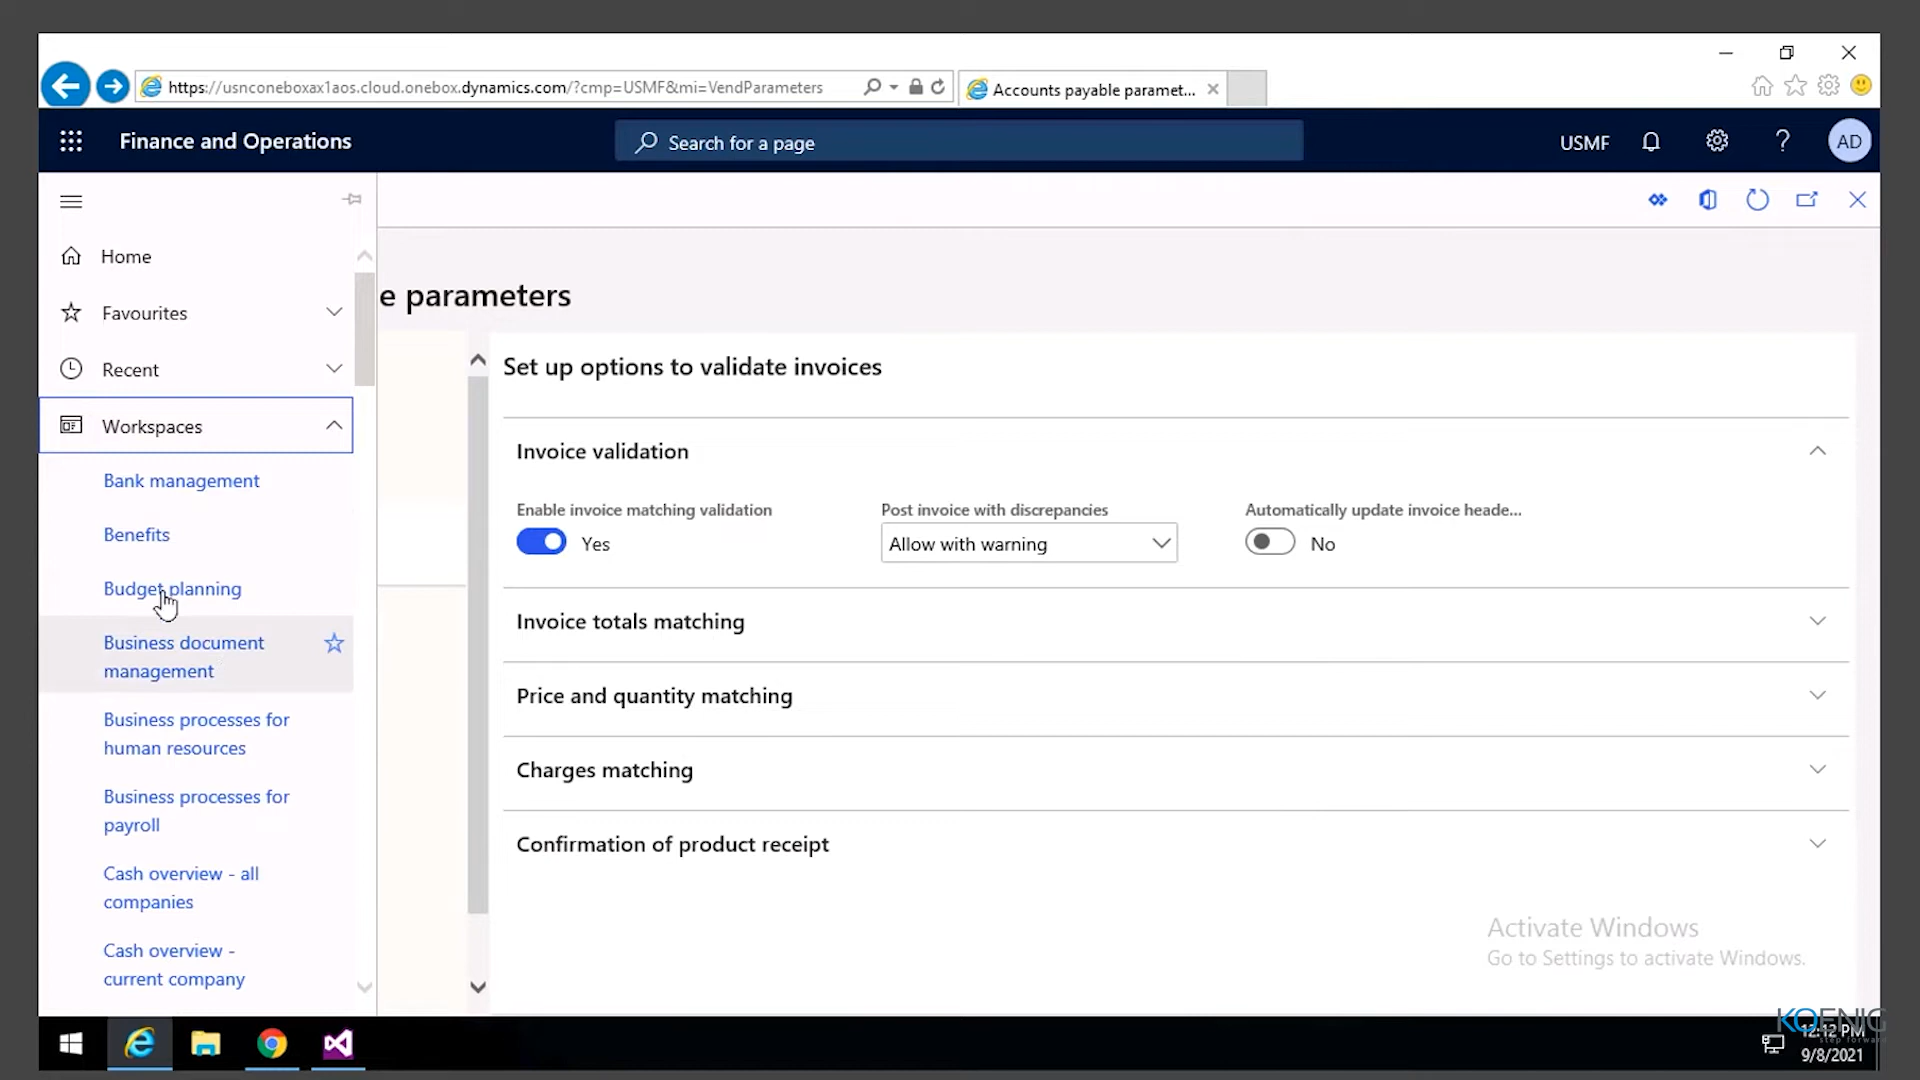 https://usnconeboxax1aos.cloud.onebox.dynamics.com/?cmp=USMF&mi=VendParameters
Accounts payable paramet...
Finance and Operations
Search for a page
USMF
?
AD
Home
Favourites
Recent
Workspaces
Bank management
Benefits
Budget planning
Business document
management
Business processes for
human resources
Business processes for
payroll
Cash overview - all
companies
Cash overview -
current company
e parameters
Set up options to validate invoices
Invoice validation
Enable invoice matching validation
Yes
Post invoice with discrepancies
Allow with warning
Automatically update invoice heade...
No
Invoice totals matching
Price and quantity matching
Charges matching
Confirmation of product receipt
Activate Windows
Go to Settings to activate Windows.
KOENIG
step forward
12:12 PM
9/8/2021